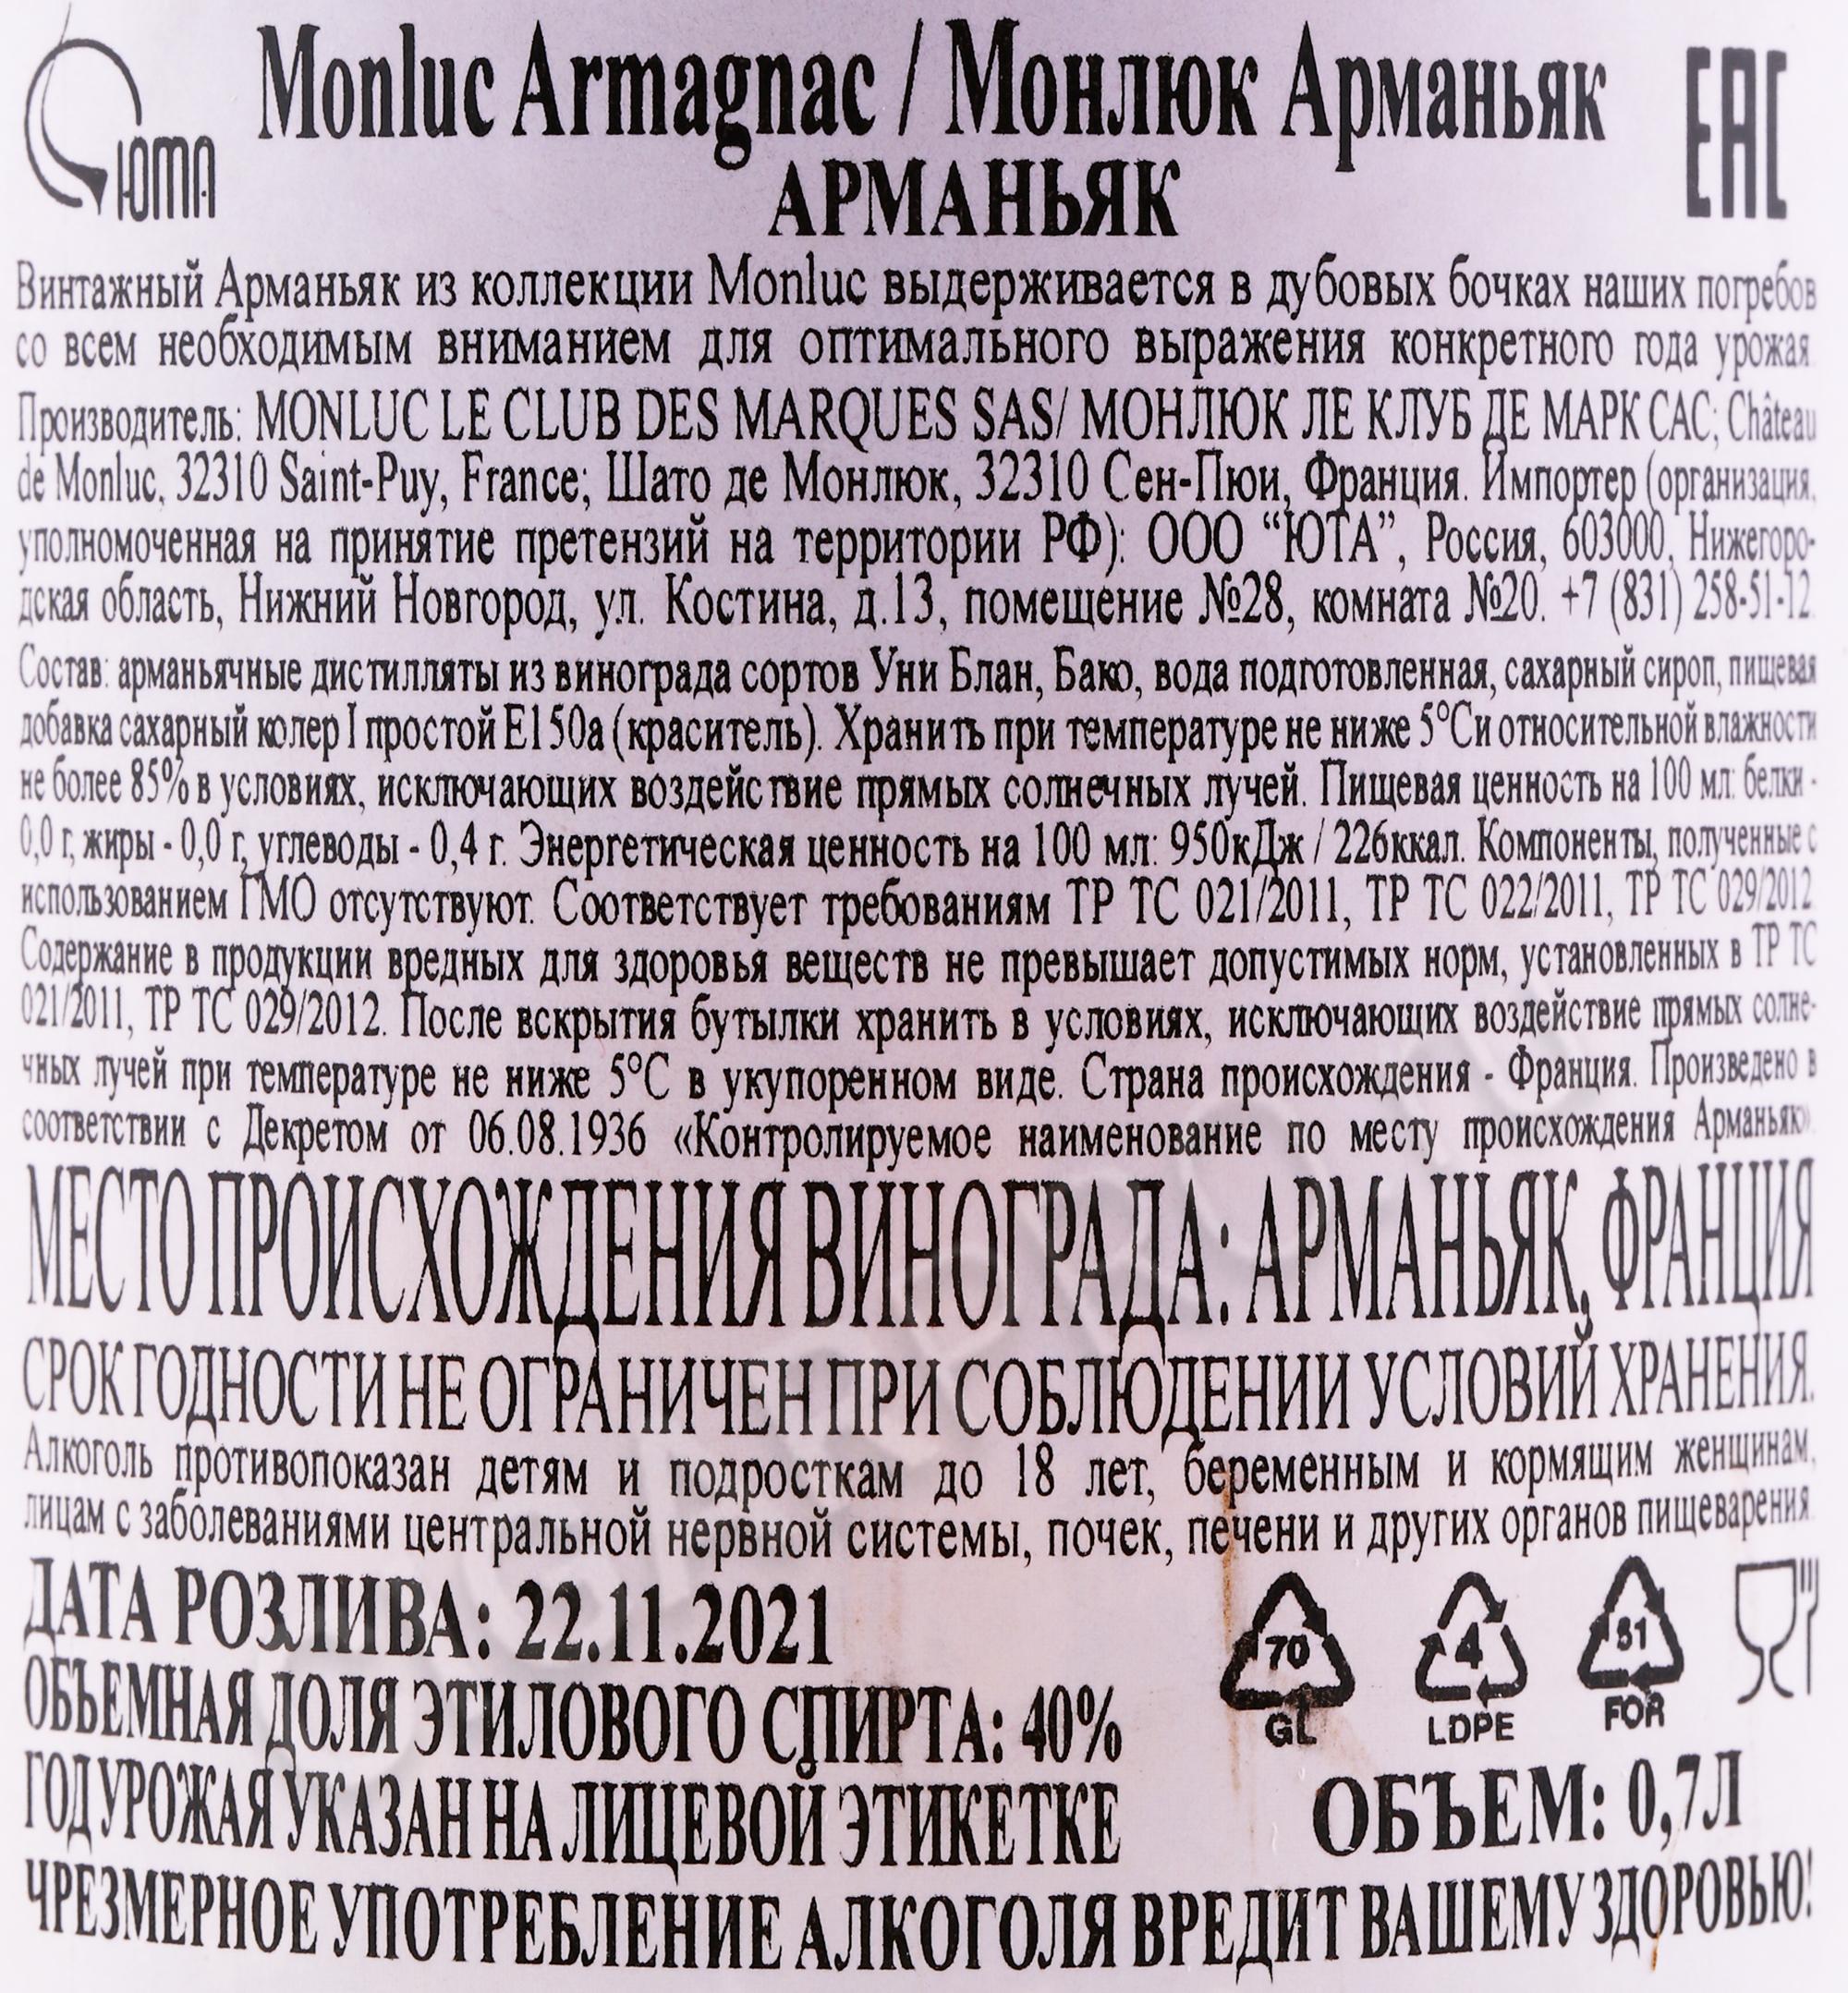 ЮТА
Monluc Armagnac / Монлюк Арманьяк
EAC
АРМАНЬЯК
Винтажный Арманьяк из коллекции Monluc выдерживается в дубовых бочках наших погребов
со всем необходимым вниманием для оптимального выражения конкретного года урожая.
Производитель: MONLUC LE CLUB DES MARQUES SAS/ МОНЛЮК ЛЕ КЛУБ ДЕ МАРК САС; Château
de Monluc, 32310 Saint-Puy, France; Шато де Монлюк, 32310 Сен-Пюи, Франция. Импортер (организация,
уполномоченная на принятие претензий на территории РФ): ООО “ЮТА”, Россия, 603000, Нижегоро-
дская область, Нижний Новгород, ул. Костина, д.13, помещение №28, комната №20. +7 (831) 258-51-12.
Состав: арманьячные дистилляты из винограда сортов Уни Блан, Бако, вода подготовленная, сахарный сироп, пищевая
добавка сахарный колер I простой Е150а (краситель). Хранить при температуре не ниже 5°С и относительной влажности
не более 85% в условиях, исключающих воздействие прямых солнечных лучей. Пищевая ценность на 100 мл: белки -
0,0 г, жиры - 0,0 г, углеводы - 0,4 г. Энергетическая ценность на 100 мл: 950кДж / 226ккал. Компоненты, полученные с
использованием ГМО отсутствуют. Соответствует требованиям ТР ТС 021/2011, ТР ТС 022/2011, ТР ТС 029/2012.
Содержание в продукции вредных для здоровья веществ не превышает допустимых норм, установленных в ТР ТС
021/2011, ТР ТС 029/2012. После вскрытия бутылки хранить в условиях, исключающих воздействие прямых солне-
чных лучей при температуре не ниже 5°С в укупоренном виде. Страна происхождения - Франция. Произведено в
соответствии с Декретом от 06.08.1936 «Контролируемое наименование по месту происхождения Арманьяк».
МЕСТО ПРОИСХОЖДЕНИЯ ВИНОГРАДА: АРМАНЬЯК, ФРАНЦИЯ
СРОК ГОДНОСТИ НЕ ОГРАНИЧЕН ПРИ СОБЛЮДЕНИИ УСЛОВИЙ ХРАНЕНИЯ.
Алкоголь противопоказан детям и подросткам до 18 лет, беременным и кормящим женщинам,
лицам с заболеваниями центральной нервной системы, почек, печени и других органов пищеварения.
ДАТА РОЗЛИВА: 22.11.2021
70 4 51
GL LDPE FOR
ОБЪЕМНАЯ ДОЛЯ ЭТИЛОВОГО СПИРТА: 40%
ГОД УРОЖАЯ УКАЗАН НА ЛИЦЕВОЙ ЭТИКЕТКЕ
ОБЪЕМ: 0,7Л
ЧРЕЗМЕРНОЕ УПОТРЕБЛЕНИЕ АЛКОГОЛЯ ВРЕДИТ ВАШЕМУ ЗДОРОВЬЮ!